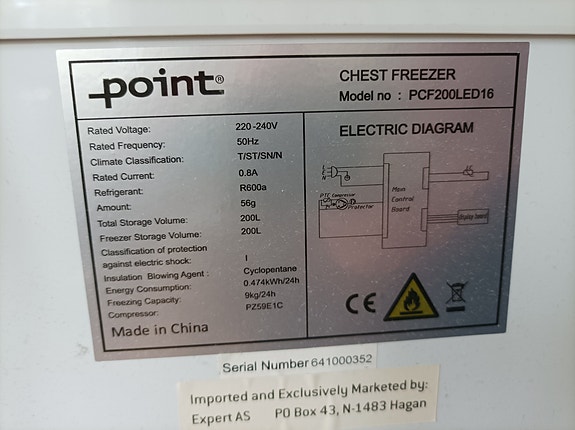 point®
CHEST FREEZER
Model no : PCF200LED16
Rated Voltage: 220-240V
Rated Frequency: 50Hz
Climate Classification: T/ST/SN/N
Rated Current: 0.8A
Refrigerant: R600a
Amount: 56g
Total Storage Volume: 200L
Freezer Storage Volume: 200L
Classification of protection
against electric shock: I
Insulation Blowing Agent : Cyclopentane
Energy Consumption: 0.474kWh/24h
Freezing Capacity: 9kg/24h
Compressor: PZ59E1C
Made in China
ELECTRIC DIAGRAM
L
E
N
PTC Compressor
Protector
Main
Control
Board
display board
CE
Serial Number 641000352
Imported and Exclusively Marketed by:
Expert AS PO Box 43, N-1483 Hagan